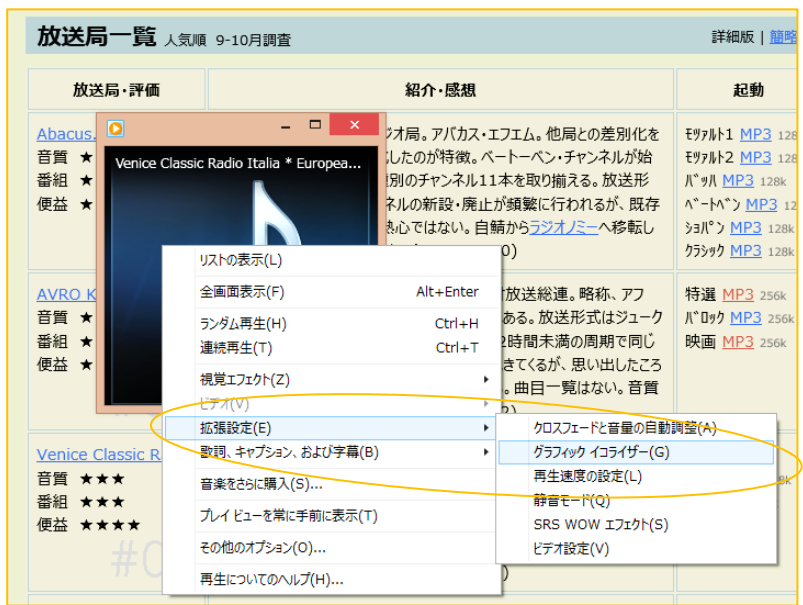 放送局一覧 人気順 9-10月調査
詳細版 | 簡略
放送局・評価
紹介・感想
起動
Abacus.
音質 ★
番組 ★
便益 ★
ジオ局。アバカス・エフエム。他局との差別化を
したのが特徴。ベートーベン・チャンネルが始
別のチャンネル11本を取り揃える。放送形
ネルの新設・廃止が頻繁に行われるが、既存
熱心ではない。自鯖からラジオノミーへ移転し
0)
ﾓﾂｧﾙﾄ1 MP3 128
ﾓﾂｧﾙﾄ2 MP3 128
ﾊﾞｯﾊ MP3 128k
ﾍﾞｰﾄﾍﾞﾝ MP3 12
ｼｮﾊﾟﾝ MP3 128k
ｸﾗｼｯｸ MP3 128k
Venice Classic Radio Italia * Europea...
AVRO K
音質 ★
番組 ★
便益 ★
放送総連。略称、アフ
ある。放送形式はジューク
2時間未満の周期で同じ
きてくるが、思い出したころ
。曲目一覧はない。音質
2)
特選 MP3 256k
ﾊﾞﾛｯｸ MP3 256k
映画 MP3 256k
リストの表示(L)
全画面表示(F) Alt+Enter
ランダム再生(H) Ctrl+H
連続再生(T) Ctrl+T
視覚エフェクト(Z)
ビデオ(V)
拡張設定(E)
歌詞、キャプション、および字幕(B)
音楽をさらに購入(S)...
プレイ ビューを常に手前に表示(T)
その他のオプション(O)...
再生についてのヘルプ(H)...
クロスフェードと音量の自動調整(A)
グラフィック イコライザー(G)
再生速度の設定(L)
静音モード(Q)
SRS WOW エフェクト(S)
ビデオ設定(V)
Venice Classic R
音質 ★★★
番組 ★★★
便益 ★★★★
#0
8k
)